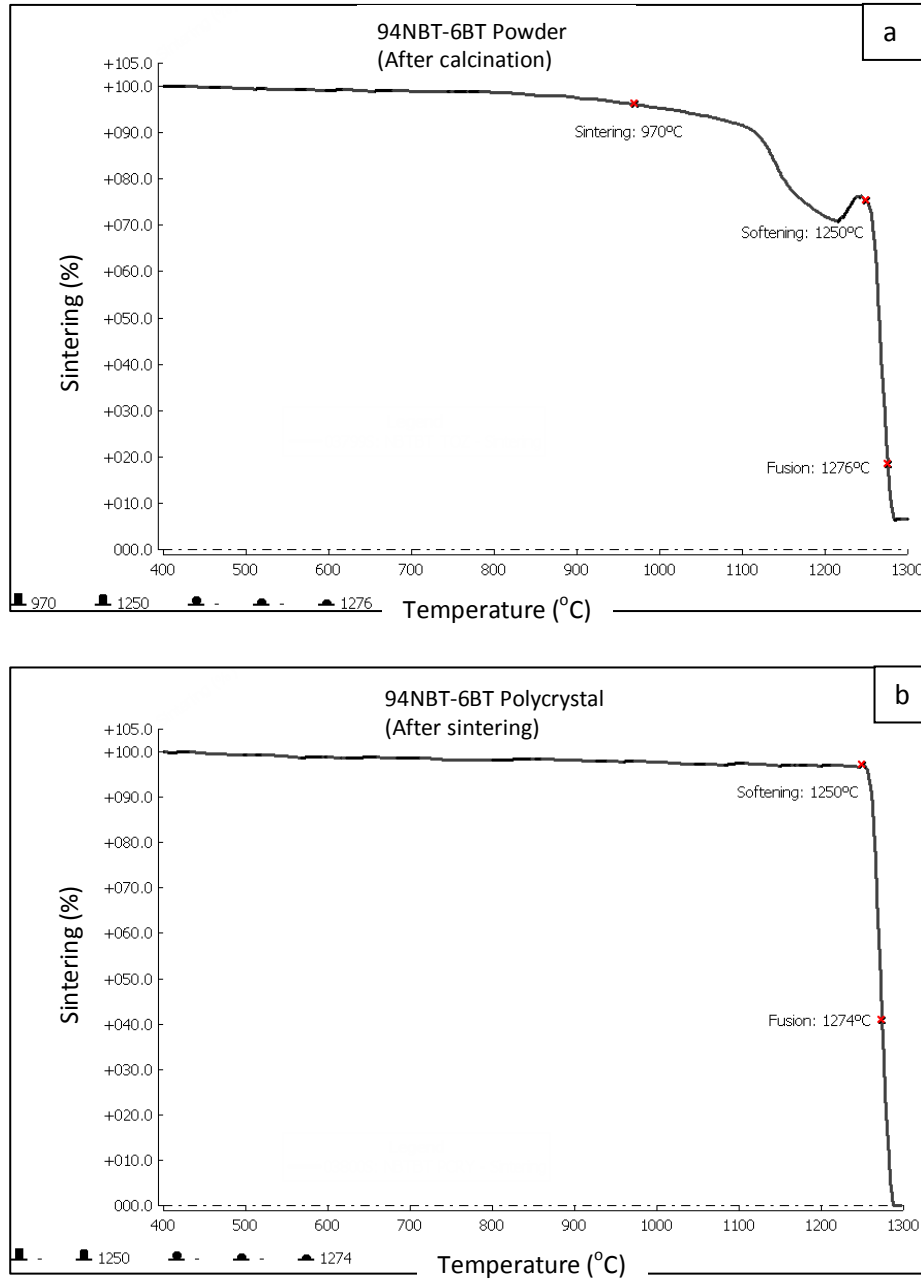 94NBT-6BT Powder
(After calcination)
a
+105.0
+100.0
+090.0
+080.0
+070.0
+060.0
+050.0
+040.0
+030.0
+020.0
+010.0
000.0
Sintering (%)
Sintering: 970ºC
Softening: 1250ºC
Fusion: 1276ºC
400 500 600 700 800 900 1000 1100 1200 1300
970 1250 - - 1276
Temperature (°C)
94NBT-6BT Polycrystal
(After sintering)
b
+105.0
+100.0
+090.0
+080.0
+070.0
+060.0
+050.0
+040.0
+030.0
+020.0
+010.0
000.0
Sintering (%)
Softening: 1250ºC
Fusion: 1274ºC
400 500 600 700 800 900 1000 1100 1200 1300
- 1250 - - 1274
Temperature (°C)